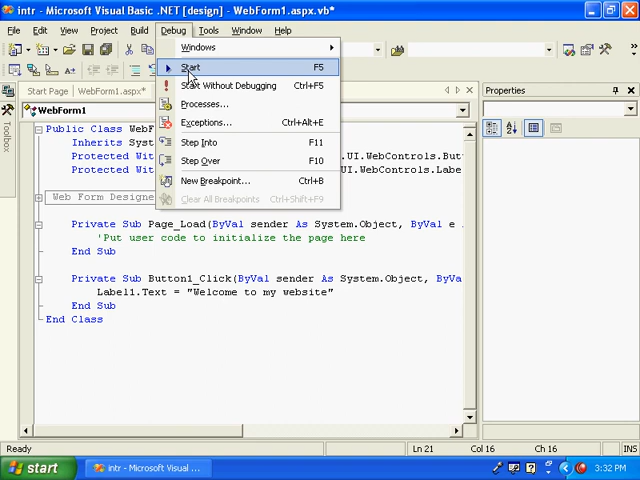 intr - Microsoft Visual Basic .NET [design] - WebForm1.aspx.vb*
File Edit View Project Build Debug Tools Window Help
Windows
Start F5
Start Without Debugging Ctrl+F5
Processes...
Exceptions... Ctrl+Alt+E
Step Into F11
Step Over F10
New Breakpoint... Ctrl+B
Clear All Breakpoints Ctrl+Shift+F9
Start Page WebForm1.aspx*
WebForm1
Toolbox
Public Class WebF
Inherits Syst
Protected Wit .UI.WebControls.Butt
Protected Wit .UI.WebControls.Labe
Web Form Designe
Private Sub Page_Load(ByVal sender As System.Object, ByVal e
'Put user code to initialize the page here
End Sub
Private Sub Button1_Click(ByVal sender As System.Object, ByVa
Label1.Text = "Welcome to my website"
End Sub
End Class
Properties
Ready Ln 21 Col 16 Ch 16
start intr - Microsoft Visual ... 3:32 PM